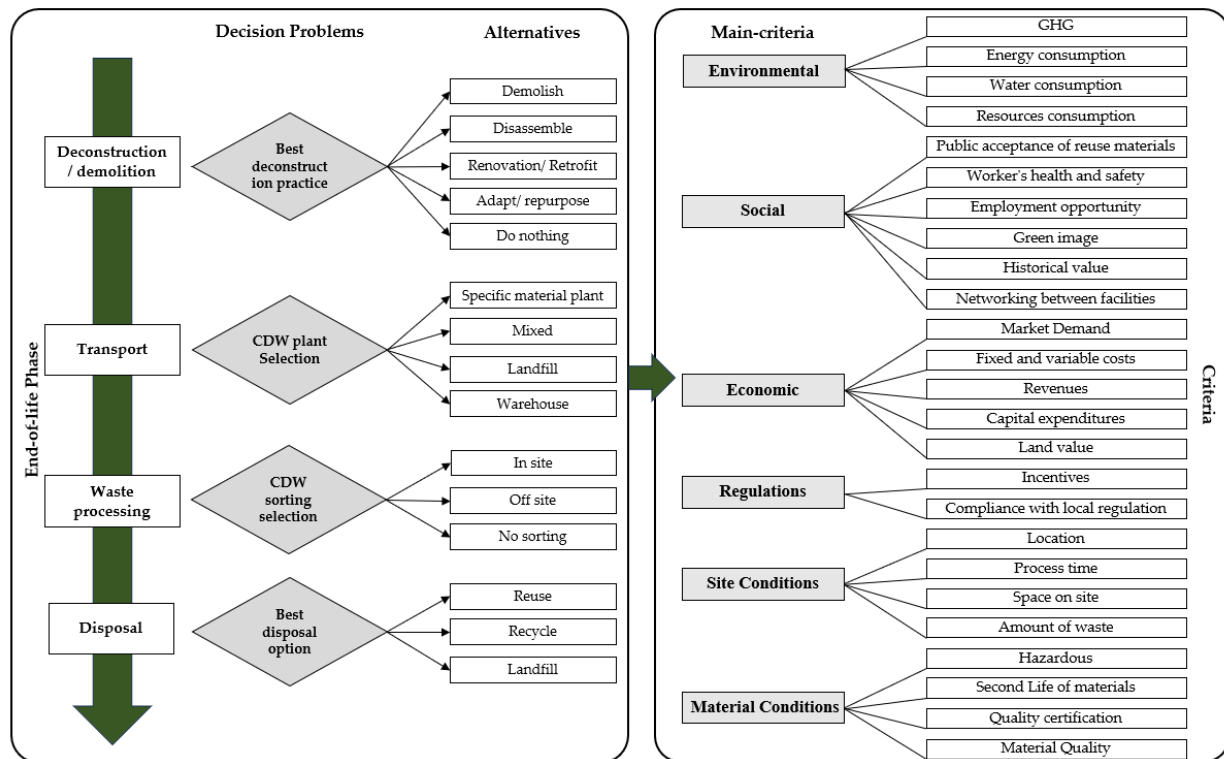 Decision Problems
Alternatives
End-of-life Phase
Deconstruction
/ demolition
Best
deconstruct
ion practice
Demolish
Disassemble
Renovation/ Retrofit
Adapt/ repurpose
Do nothing
Transport
CDW plant
Selection
Specific material plant
Mixed
Landfill
Warehouse
Waste
processing
CDW
sorting
selection
In site
Off site
No sorting
Disposal
Best
disposal
option
Reuse
Recycle
Landfill
Main-criteria
Criteria
Environmental
GHG
Energy consumption
Water consumption
Resources consumption
Social
Public acceptance of reuse materials
Worker's health and safety
Employment opportunity
Green image
Historical value
Networking between facilities
Economic
Market Demand
Fixed and variable costs
Revenues
Capital expenditures
Land value
Regulations
Incentives
Compliance with local regulation
Site Conditions
Location
Process time
Space on site
Amount of waste
Material Conditions
Hazardous
Second Life of materials
Quality certification
Material Quality